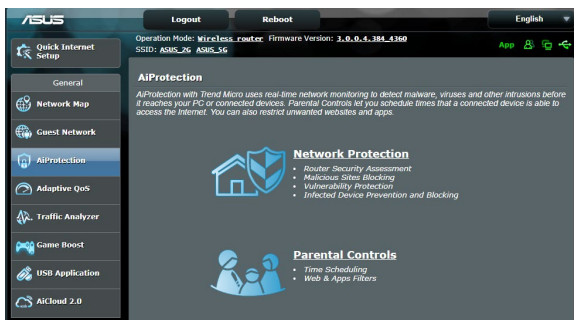 ASUS
Logout
Reboot
English
Quick Internet
Setup
Operation Mode: Wireless router Firmware Version: 3.0.0.4.384_4360
SSID: ASUS_2G ASUS_5G
App
General
Network Map
Guest Network
AiProtection
Adaptive QoS
Traffic Analyzer
Game Boost
USB Application
AiCloud 2.0
AiProtection
AiProtection with Trend Micro uses real-time network monitoring to detect malware, viruses and other intrusions before
it reaches your PC or connected devices. Parental Controls let you schedule times that a connected device is able to
access the Internet. You can also restrict unwanted websites and apps.
Network Protection
• Router Security Assessment
• Malicious Sites Blocking
• Vulnerability Protection
• Infected Device Prevention and Blocking
Parental Controls
• Time Scheduling
• Web & Apps Filters